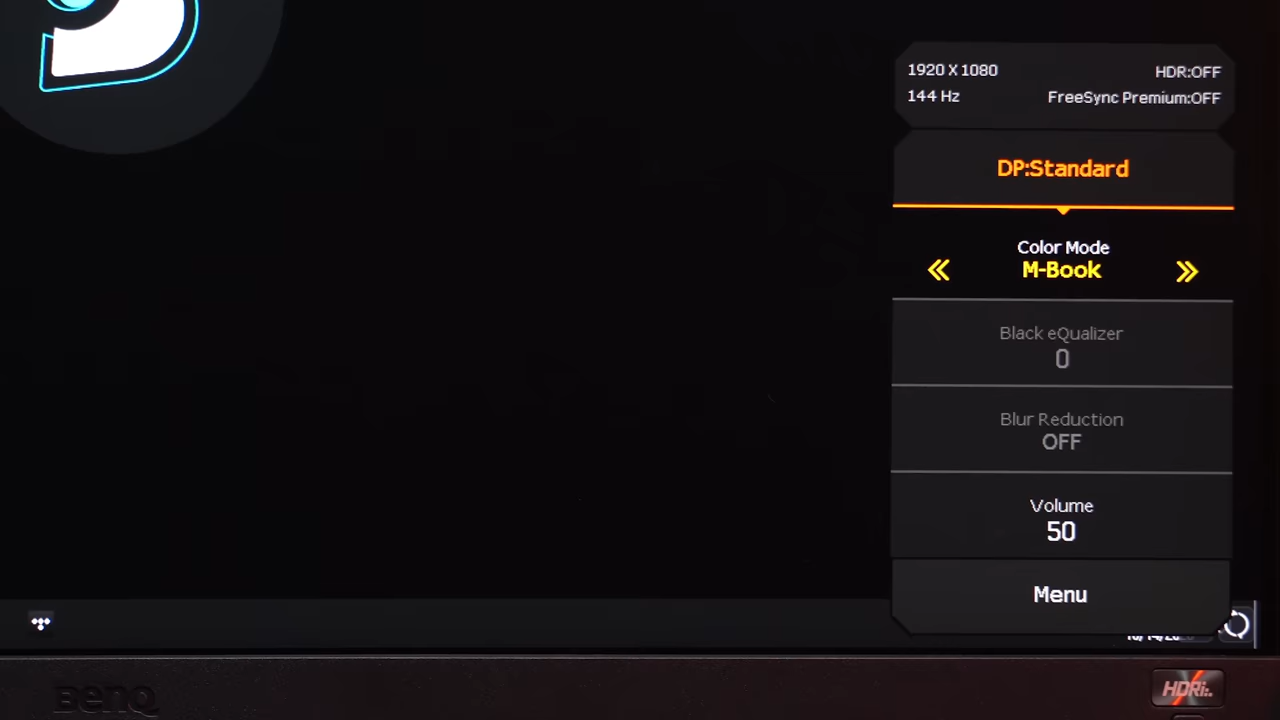 1920 X 1080
HDR:OFF
144 Hz
FreeSync Premium:OFF
DP:Standard
Color Mode
M-Book
Black eQualizer
0
Blur Reduction
OFF
Volume
50
Menu
BenQ
HDRi